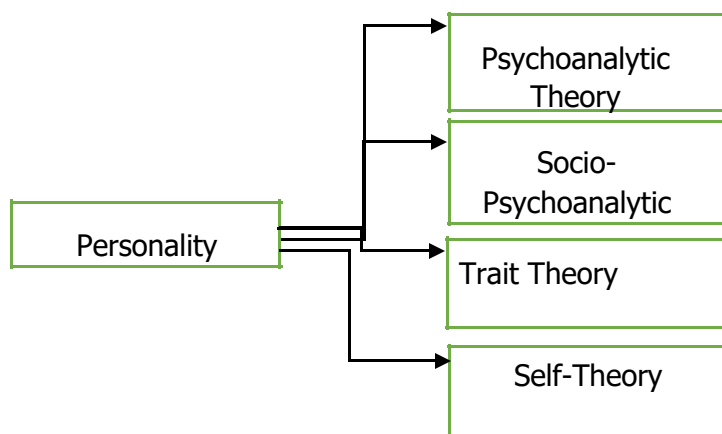 Psychoanalytic
Theory
Socio-
Psychoanalytic
Personality
Trait Theory
Self-Theory